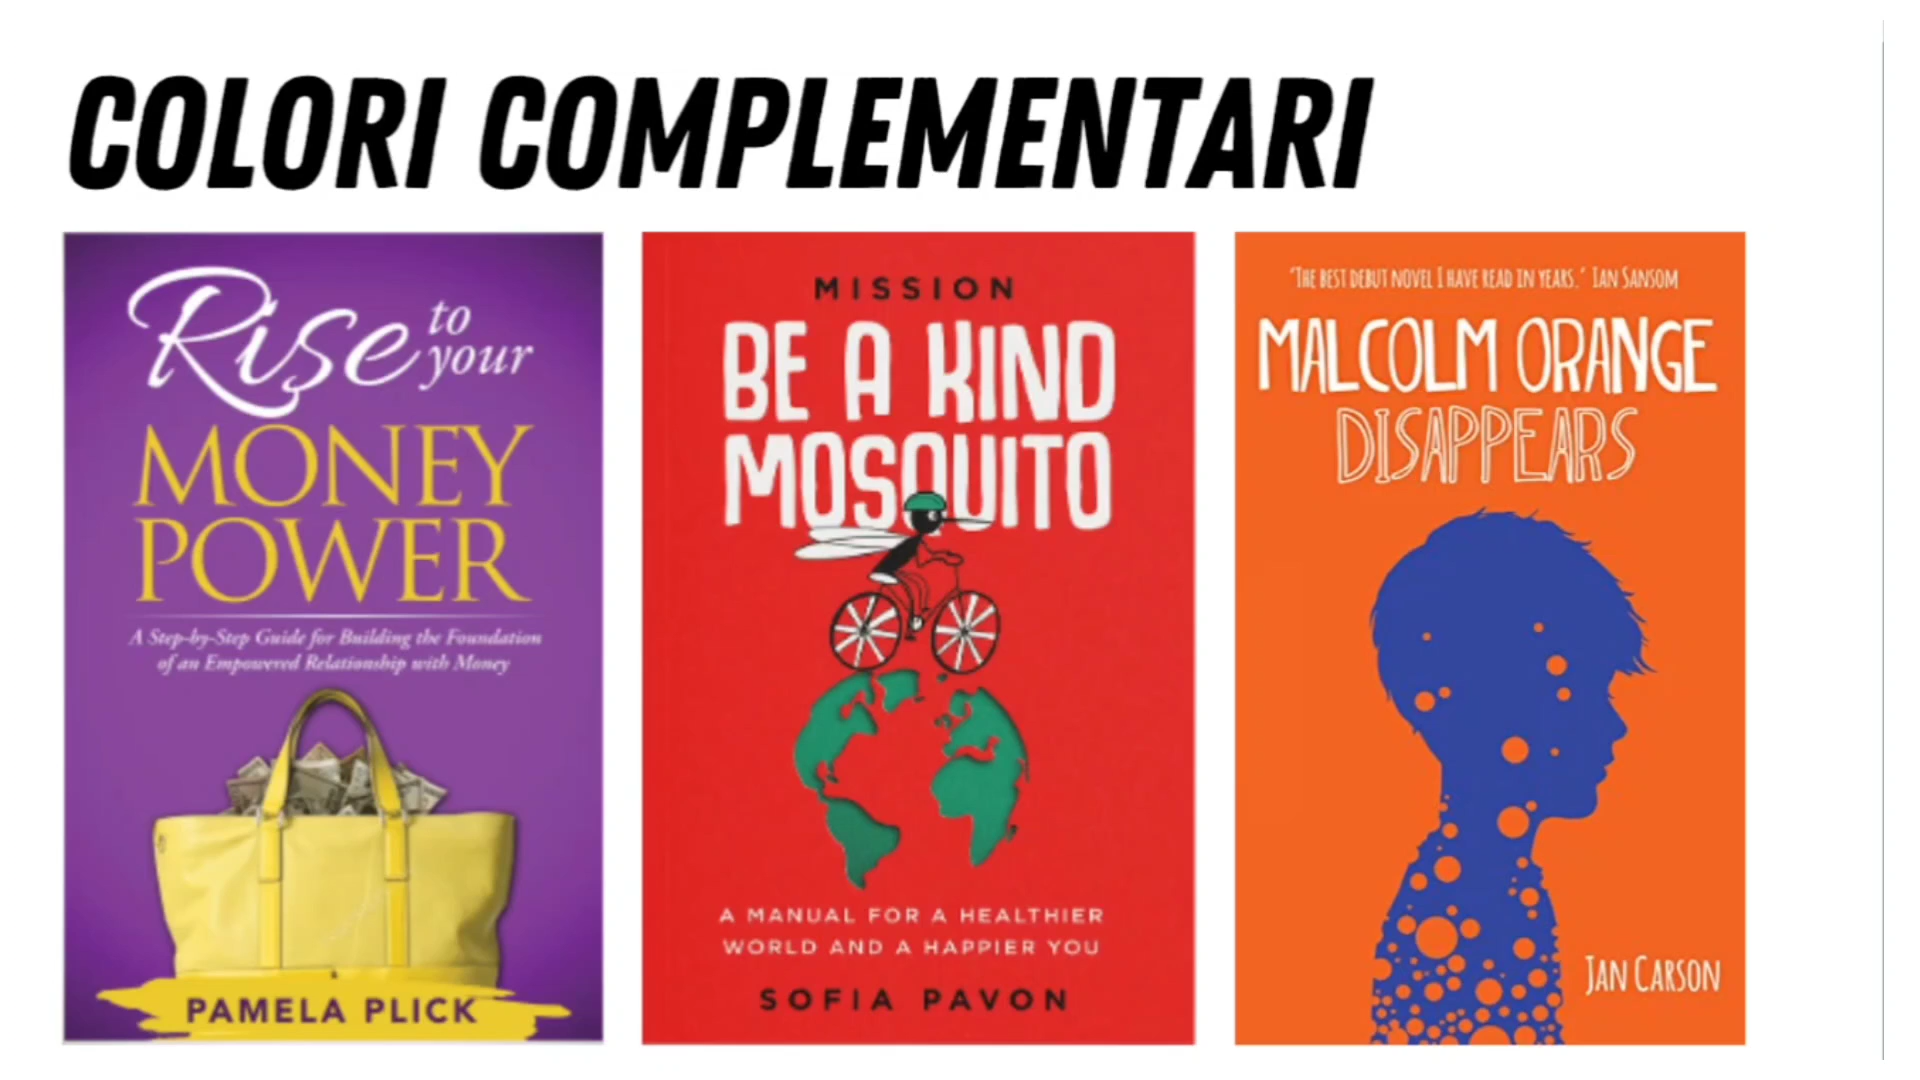 COLORI COMPLEMENTARI
Rise to your
MONEY
POWER
A Step-by-Step Guide for Building the Foundation
of an Empowered Relationship with Money
PAMELA PLICK
MISSION
BE A KIND
MOSQUITO
A MANUAL FOR A HEALTHIER
WORLD AND A HAPPIER YOU
SOFIA PAVON
"THE BEST DEBUT NOVEL I HAVE READ IN YEARS." IAN SANSOM
MALCOLM ORANGE
DISAPPEARS
JAN CARSON